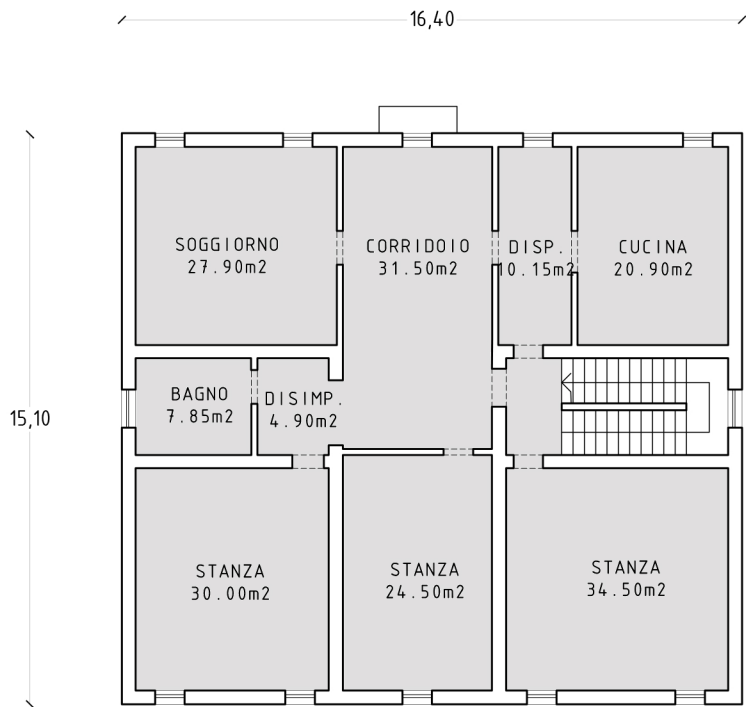 16,40
SOGGIORNO
27.90m2
CORRIDOIO
31.50m2
DISP.
10.15m2
CUCINA
20.90m2
15,10
BAGNO
7.85m2
DISIMP.
4.90m2
STANZA
30.00m2
STANZA
24.50m2
STANZA
34.50m2